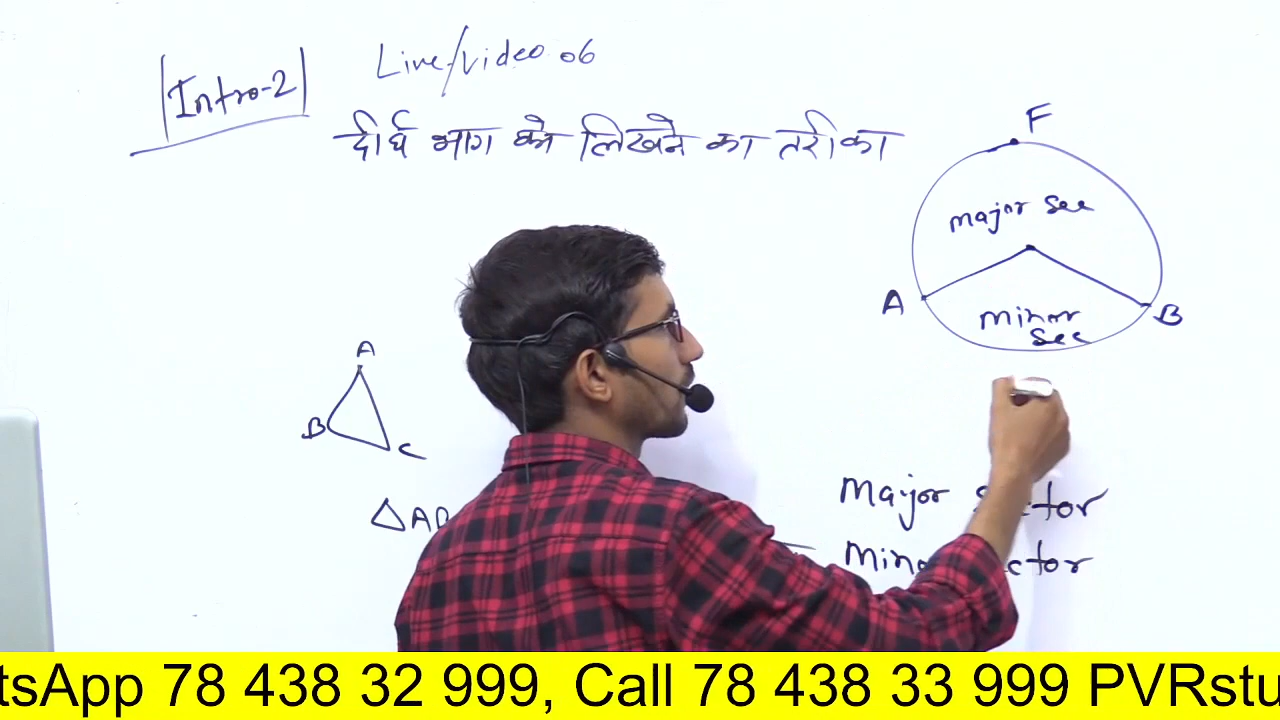 Intro-2
Live/video 06
दीर्घ भाग को लिखने का तरीका
F
major Sec
A
B
minor
Sec
A
B
C
△AB
Major Sector
Minor Sector
tsApp 78 438 32 999, Call 78 438 33 999 PVRstu